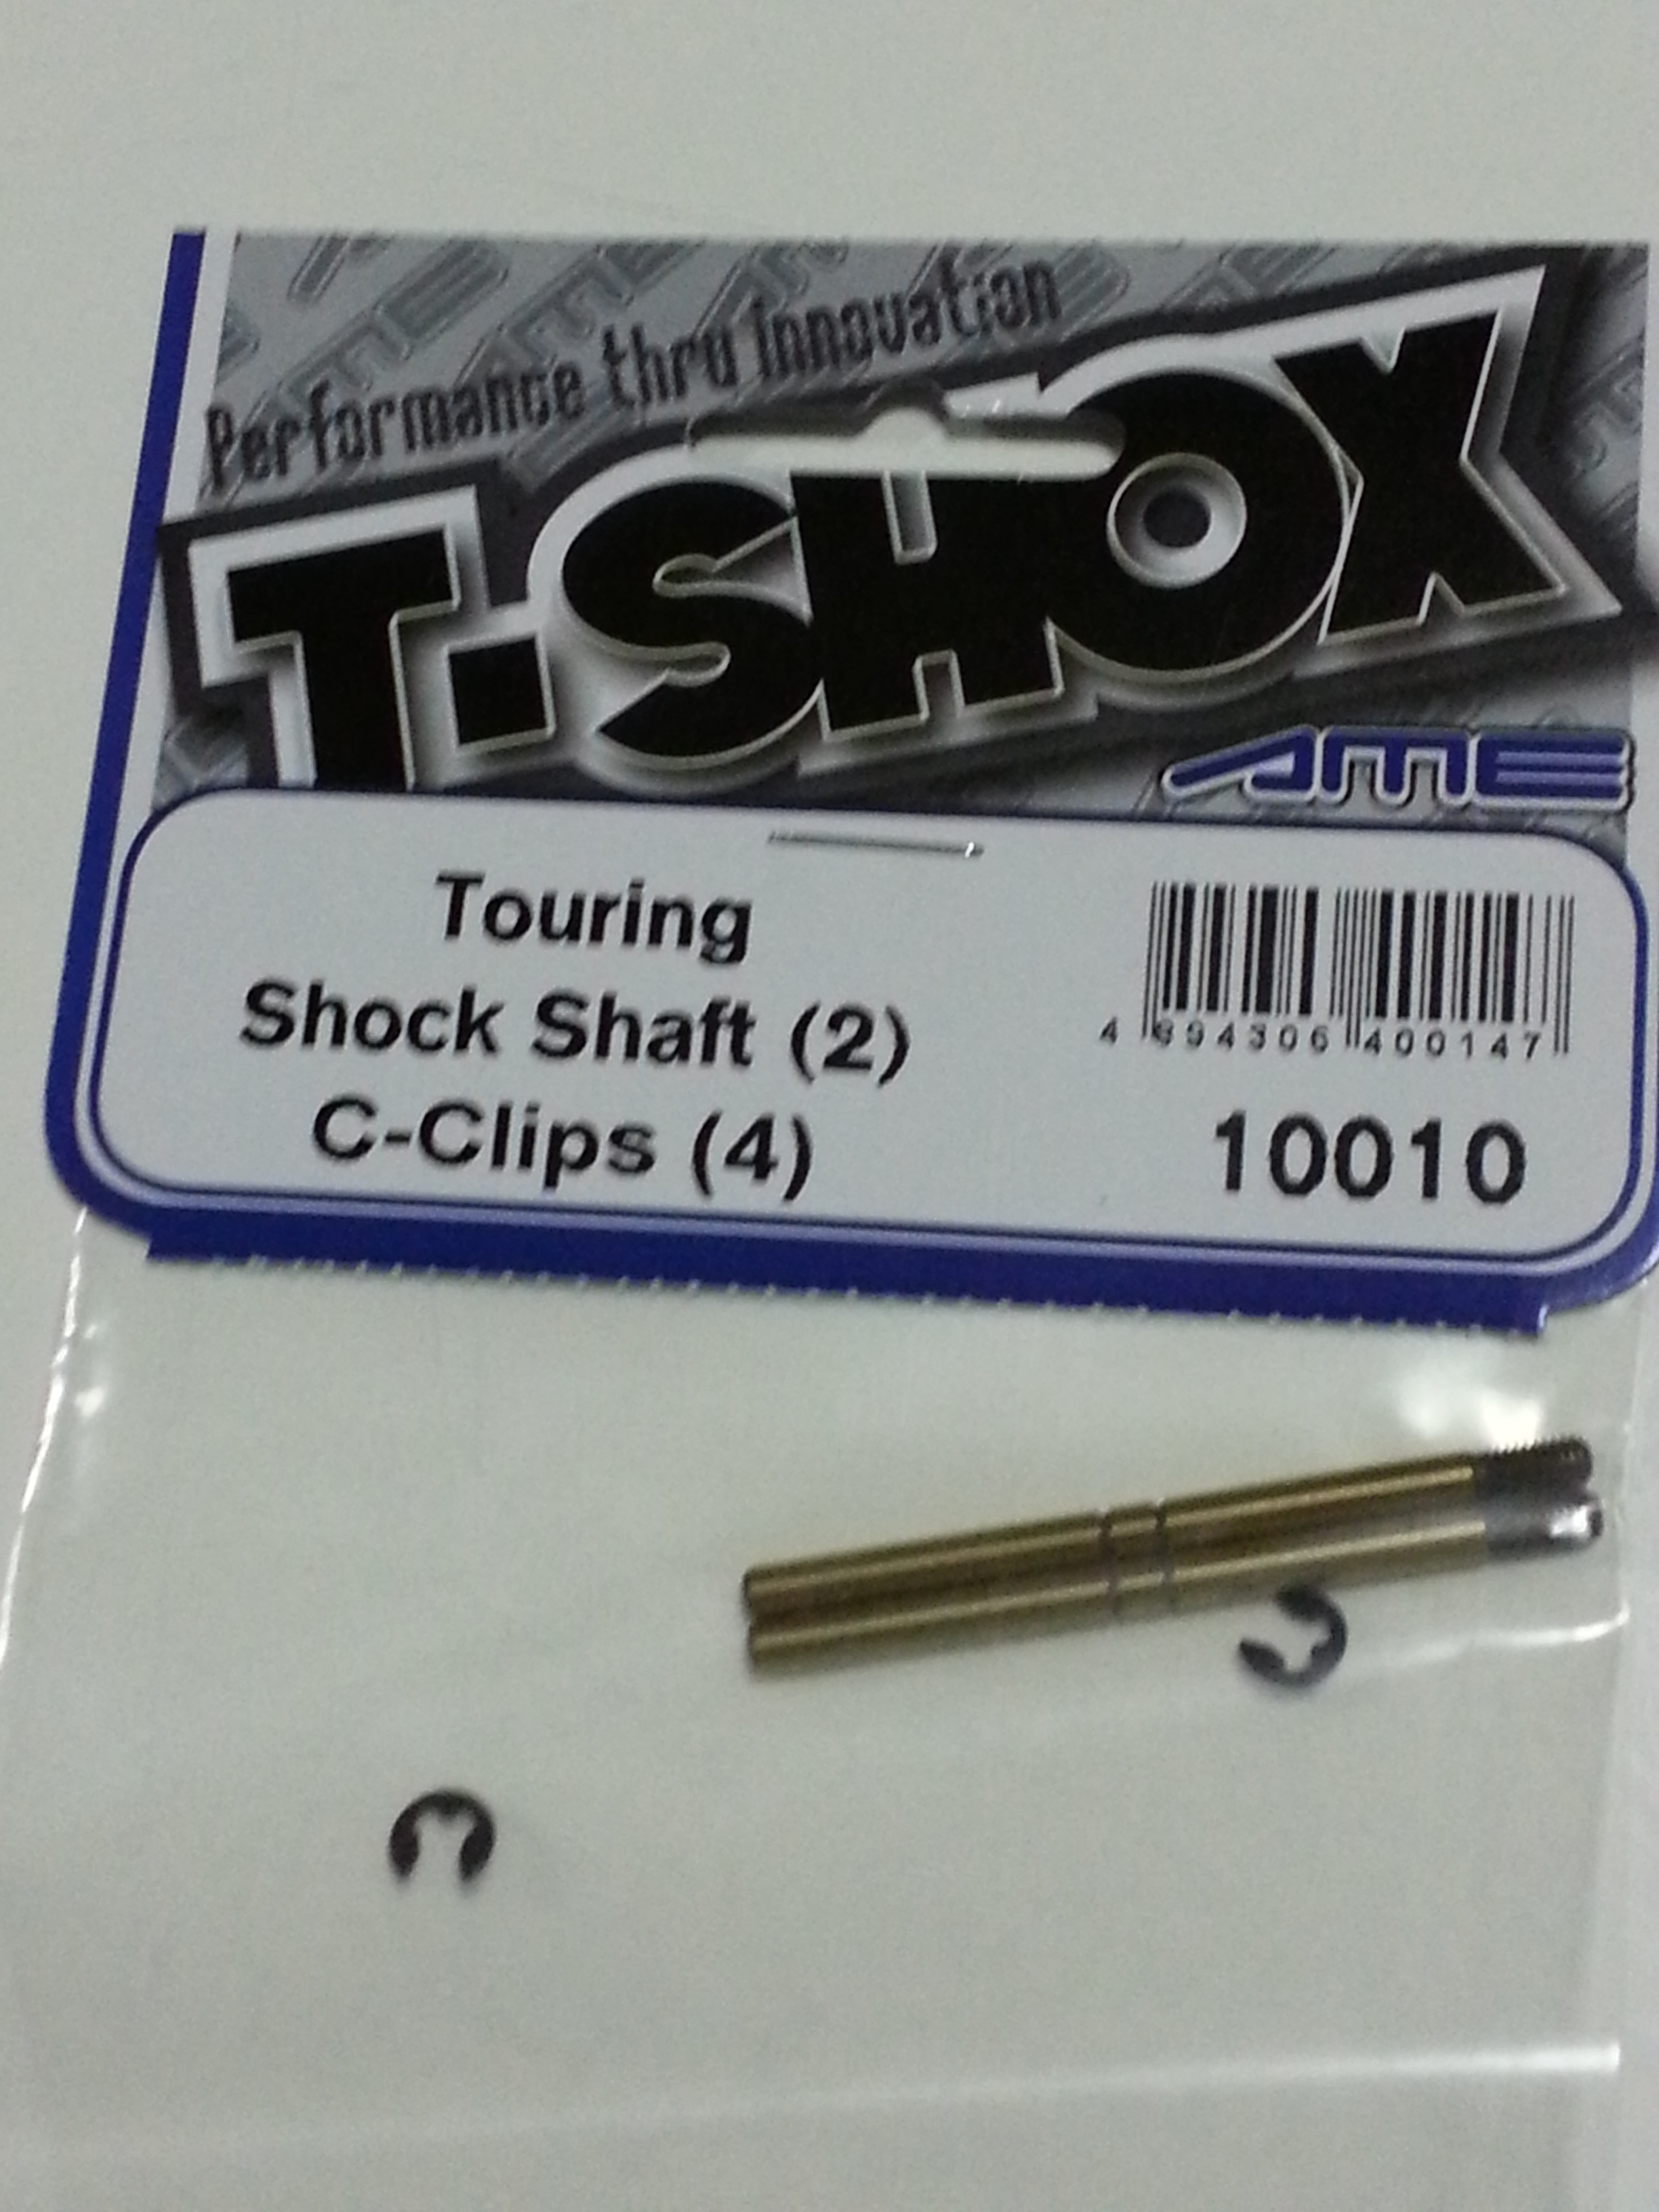 Performance thru Innovation
T·SHOX
AME
Touring
Shock Shaft (2)
C-Clips (4)
4 894306 400147
10010